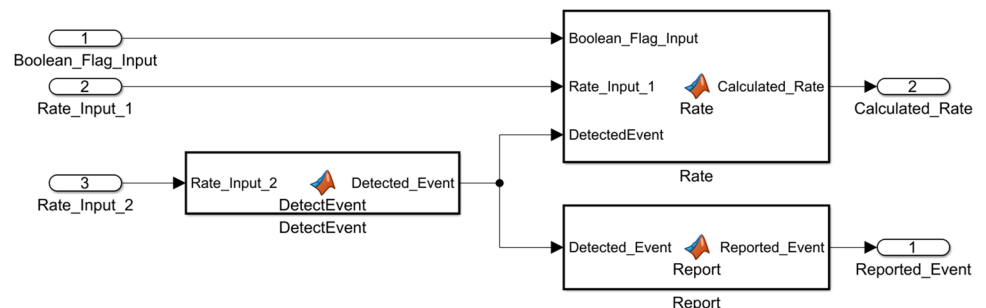 1
Boolean_Flag_Input
2
Rate_Input_1
3
Rate_Input_2
Rate_Input_2
Detected_Event
DetectEvent
DetectEvent
Boolean_Flag_Input
Rate_Input_1
Calculated_Rate
Rate
DetectedEvent
Rate
Detected_Event
Reported_Event
Report
Report
2
Calculated_Rate
1
Reported_Event